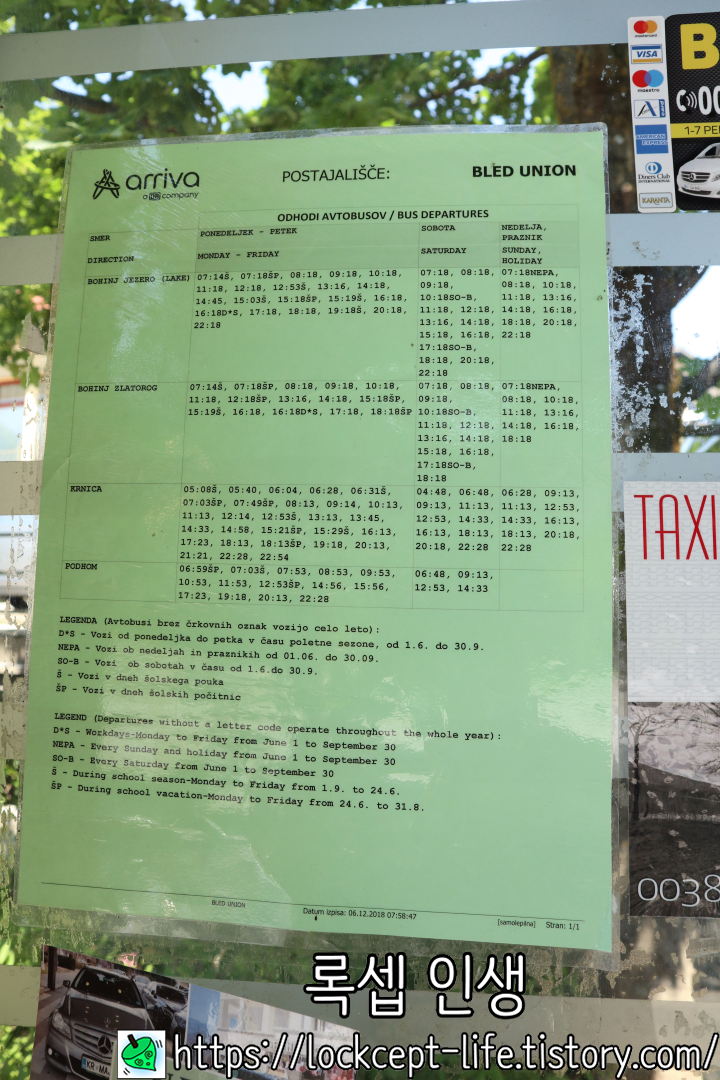 mastercard
VISA
maestro
AMERICAN EXPRESS
Diners Club
INTERNATIONAL
KARANTA
B
00
1-7 PE
arriva
a DB company
POSTAJALIŠČE:
BLED UNION
ODHODI AVTOBUSOV / BUS DEPARTURES
SMER PONEDELJEK - PETEK SOBOTA NEDELJA, PRAZNIK
DIRECTION MONDAY - FRIDAY SATURDAY SUNDAY, HOLIDAY
BOHINJ JEZERO (LAKE)
07:14Š, 07:18ŠP, 08:18, 09:18, 10:18,
11:18, 12:18, 12:53Š, 13:16, 14:18,
14:45, 15:03Š, 15:18ŠP, 15:19Š, 16:18,
16:18D*S, 17:18, 18:18, 19:18Š, 20:18,
22:18
07:18, 08:18,
09:18,
10:18SO-B,
11:18, 12:18,
13:16, 14:18,
15:18, 16:18,
17:18SO-B,
18:18, 20:18,
22:18
07:18NEPA,
08:18, 10:18,
11:18, 13:16,
14:18, 16:18,
18:18, 20:18,
22:18
BOHINJ ZLATOROG
07:14Š, 07:18ŠP, 08:18, 09:18, 10:18,
11:18, 12:18ŠP, 13:16, 14:18, 15:18ŠP,
15:19Š, 16:18, 16:18D*S, 17:18, 18:18ŠP
07:18, 08:18,
09:18,
10:18SO-B,
11:18, 12:18,
13:16, 14:18,
15:18, 16:18,
17:18SO-B,
18:18
07:18NEPA,
08:18, 10:18,
11:18, 13:16,
14:18, 16:18,
18:18
KRNICA
05:08Š, 05:40, 06:04, 06:28, 06:31Š,
07:03ŠP, 07:49ŠP, 08:13, 09:14, 10:13,
11:13, 12:14, 12:53Š, 13:13, 13:45,
14:33, 14:58, 15:21ŠP, 15:29Š, 16:13,
17:23, 18:13, 18:13ŠP, 19:18, 20:13,
21:21, 22:28, 22:54
04:48, 06:48,
09:13, 11:13,
12:53, 14:33,
16:13, 18:13,
20:18, 22:28
06:28, 09:13,
11:13, 12:53,
14:33, 16:13,
18:13, 20:18,
22:28
PODHOM
06:59ŠP, 07:03Š, 07:53, 08:53, 09:53,
10:53, 11:53, 12:53ŠP, 14:56, 15:56,
17:23, 19:18, 20:13, 22:28
06:48, 09:13,
12:53, 14:33
LEGENDA (Avtobusi brez črkovnih oznak vozijo celo leto):
D*S - Vozi od ponedeljka do petka v času poletne sezone, od 1.6. do 30.9.
NEPA - Vozi ob nedeljah in praznikih od 01.06. do 30.09.
SO-B - Vozi ob sobotah v času od 1.6.do 30.9.
Š - Vozi v dneh šolskega pouka
ŠP - Vozi v dneh šolskih počitnic
LEGEND (Departures without a letter code operate throughout the whole year):
D*S - Workdays-Monday to Friday from June 1 to September 30
NEPA - Every Sunday and holiday from June 1 to September 30
SO-B - Every Saturday from June 1 to September 30
Š - During school season-Monday to Friday from 1.9. to 24.6.
ŠP - During school vacation-Monday to Friday from 24.6. to 31.8.
BLED UNION
Datum izpisa: 06.12.2018 07:58:47
[samolepilna]
Stran: 1/1
TAXI
0038
KR
록셉 인생
https://lockcept-life.tistory.com/